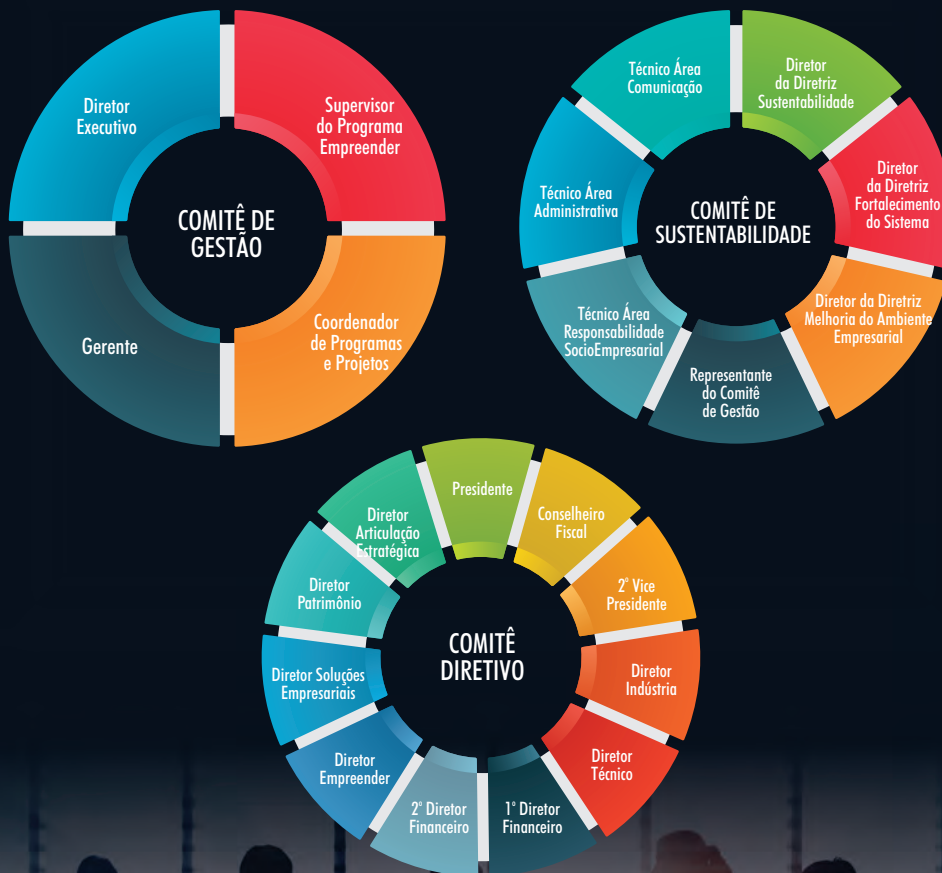 COMITÊ DE
GESTÃO
Diretor
Executivo
Supervisor
do Programa
Empreender
Coordenador
de Programas
e Projetos
Gerente
COMITÊ DE
SUSTENTABILIDADE
Técnico Área
Comunicação
Diretor
da Diretriz
Sustentabilidade
Diretor
da Diretriz
Fortalecimento
do Sistema
Diretor da Diretriz
Melhoria do Ambiente
Empresarial
Representante
do Comitê
de Gestão
Técnico Área
Responsabilidade
SocioEmpresarial
Técnico Área
Administrativa
COMITÊ
DIRETIVO
Presidente
Conselheiro
Fiscal
2º Vice
Presidente
Diretor
Indústria
Diretor
Técnico
1º Diretor
Financeiro
2º Diretor
Financeiro
Diretor
Empreender
Diretor Soluções
Empresariais
Diretor
Patrimônio
Diretor
Articulação
Estratégica